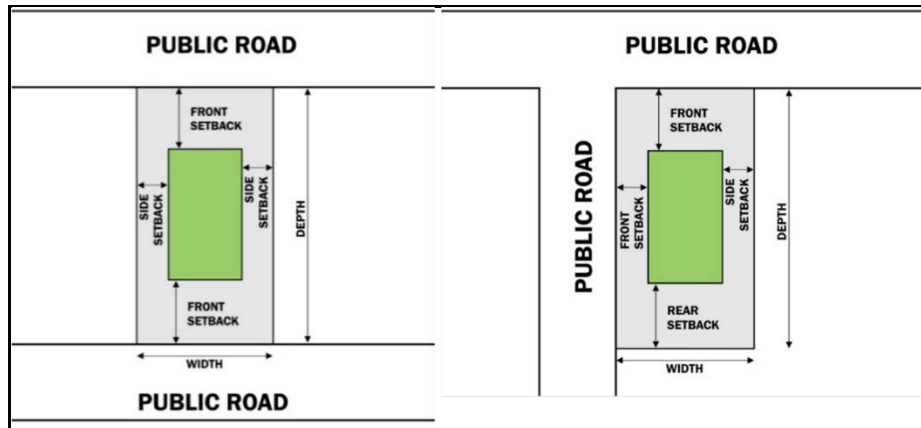 PUBLIC ROAD
FRONT
SETBACK
SIDE
SETBACK
SIDE
SETBACK
DEPTH
FRONT
SETBACK
WIDTH
PUBLIC ROAD
PUBLIC ROAD
PUBLIC ROAD
FRONT
SETBACK
FRONT
SETBACK
SIDE
SETBACK
DEPTH
REAR
SETBACK
WIDTH